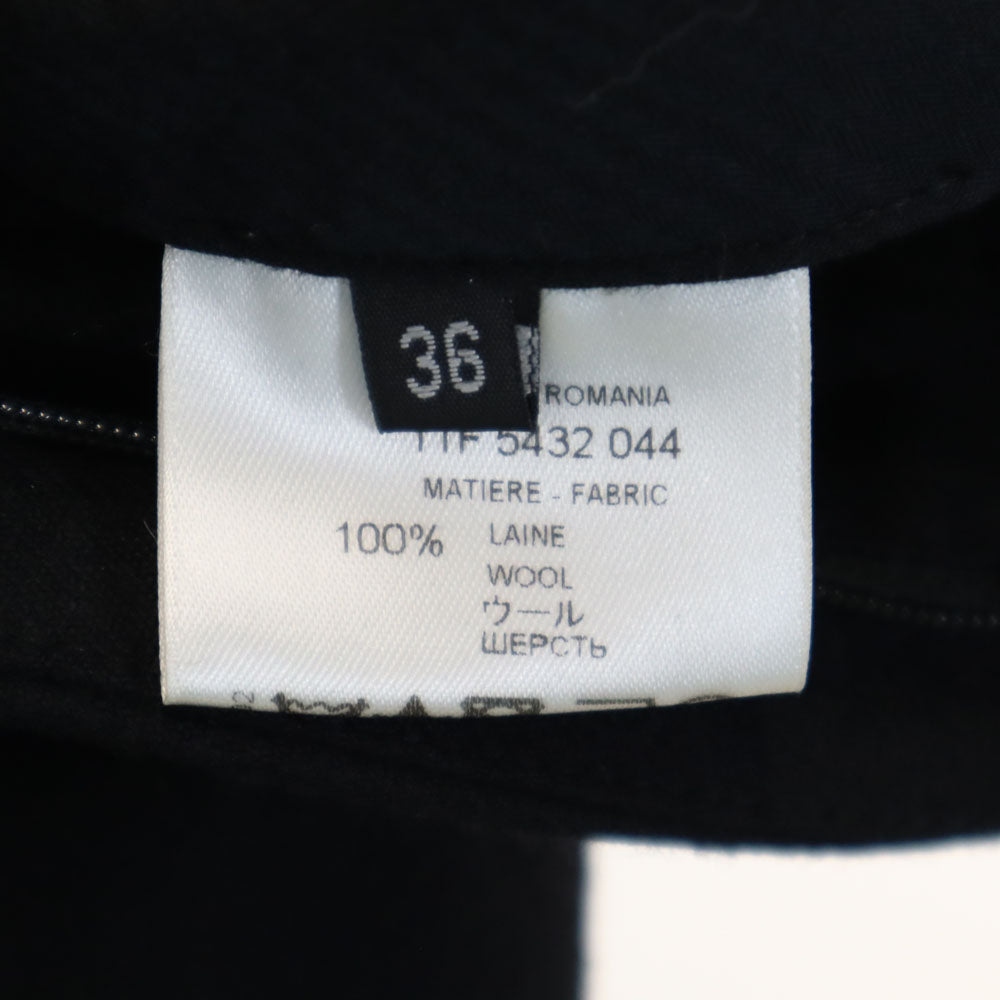 36
ROMANIA
5432 044
MATIERE - FABRIC
100% LAINE
WOOL
ウール
ШЕРСТЬ